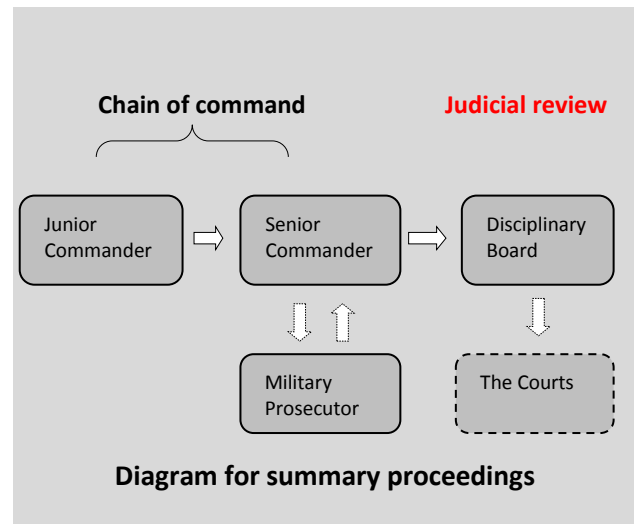 Chain of command
Judicial review
Junior
Commander
Senior
Commander
Disciplinary
Board
Military
Prosecutor
The Courts
Diagram for summary proceedings